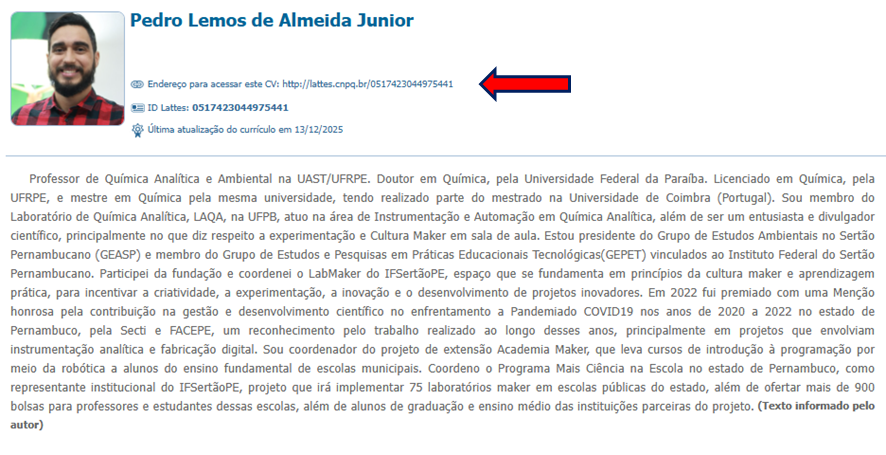 Pedro Lemos de Almeida Junior
Endereço para acessar este CV: http://lattes.cnpq.br/0517423044975441
ID Lattes: 0517423044975441
Última atualização do currículo em 13/12/2025
Professor de Química Analítica e Ambiental na UAST/UFRPE. Doutor em Química, pela Universidade Federal da Paraíba. Licenciado em Química, pela
UFRPE, e mestre em Química pela mesma universidade, tendo realizado parte do mestrado na Universidade de Coimbra (Portugal). Sou membro do
Laboratório de Química Analítica, LAQA, na UFPB, atuo na área de Instrumentação e Automação em Química Analítica, além de ser um entusiasta e divulgador
científico, principalmente no que diz respeito a experimentação e Cultura Maker em sala de aula. Estou presidente do Grupo de Estudos Ambientais no Sertão
Pernambucano (GEASP) e membro do Grupo de Estudos e Pesquisas em Práticas Educacionais Tecnológicas(GEPET) vinculados ao Instituto Federal do Sertão
Pernambucano. Participei da fundação e coordenei o LabMaker do IFSertãoPE, espaço que se fundamenta em princípios da cultura maker e aprendizagem
prática, para incentivar a criatividade, a experimentação, a inovação e o desenvolvimento de projetos inovadores. Em 2022 fui premiado com uma Menção
honrosa pela contribuição na gestão e desenvolvimento científico no enfrentamento a Pandemiado COVID19 nos anos de 2020 a 2022 no estado de
Pernambuco, pela Secti e FACEPE, um reconhecimento pelo trabalho realizado ao longo desses anos, principalmente em projetos que envolviam
instrumentação analítica e fabricação digital. Sou coordenador do projeto de extensão Academia Maker, que leva cursos de introdução à programação por
meio da robótica a alunos do ensino fundamental de escolas municipais. Coordeno o Programa Mais Ciência na Escola no estado de Pernambuco, como
representante institucional do IFSertãoPE, projeto que irá implementar 75 laboratórios maker em escolas públicas do estado, além de ofertar mais de 900
bolsas para professores e estudantes dessas escolas, além de alunos de graduação e ensino médio das instituições parceiras do projeto. (Texto informado pelo
autor)